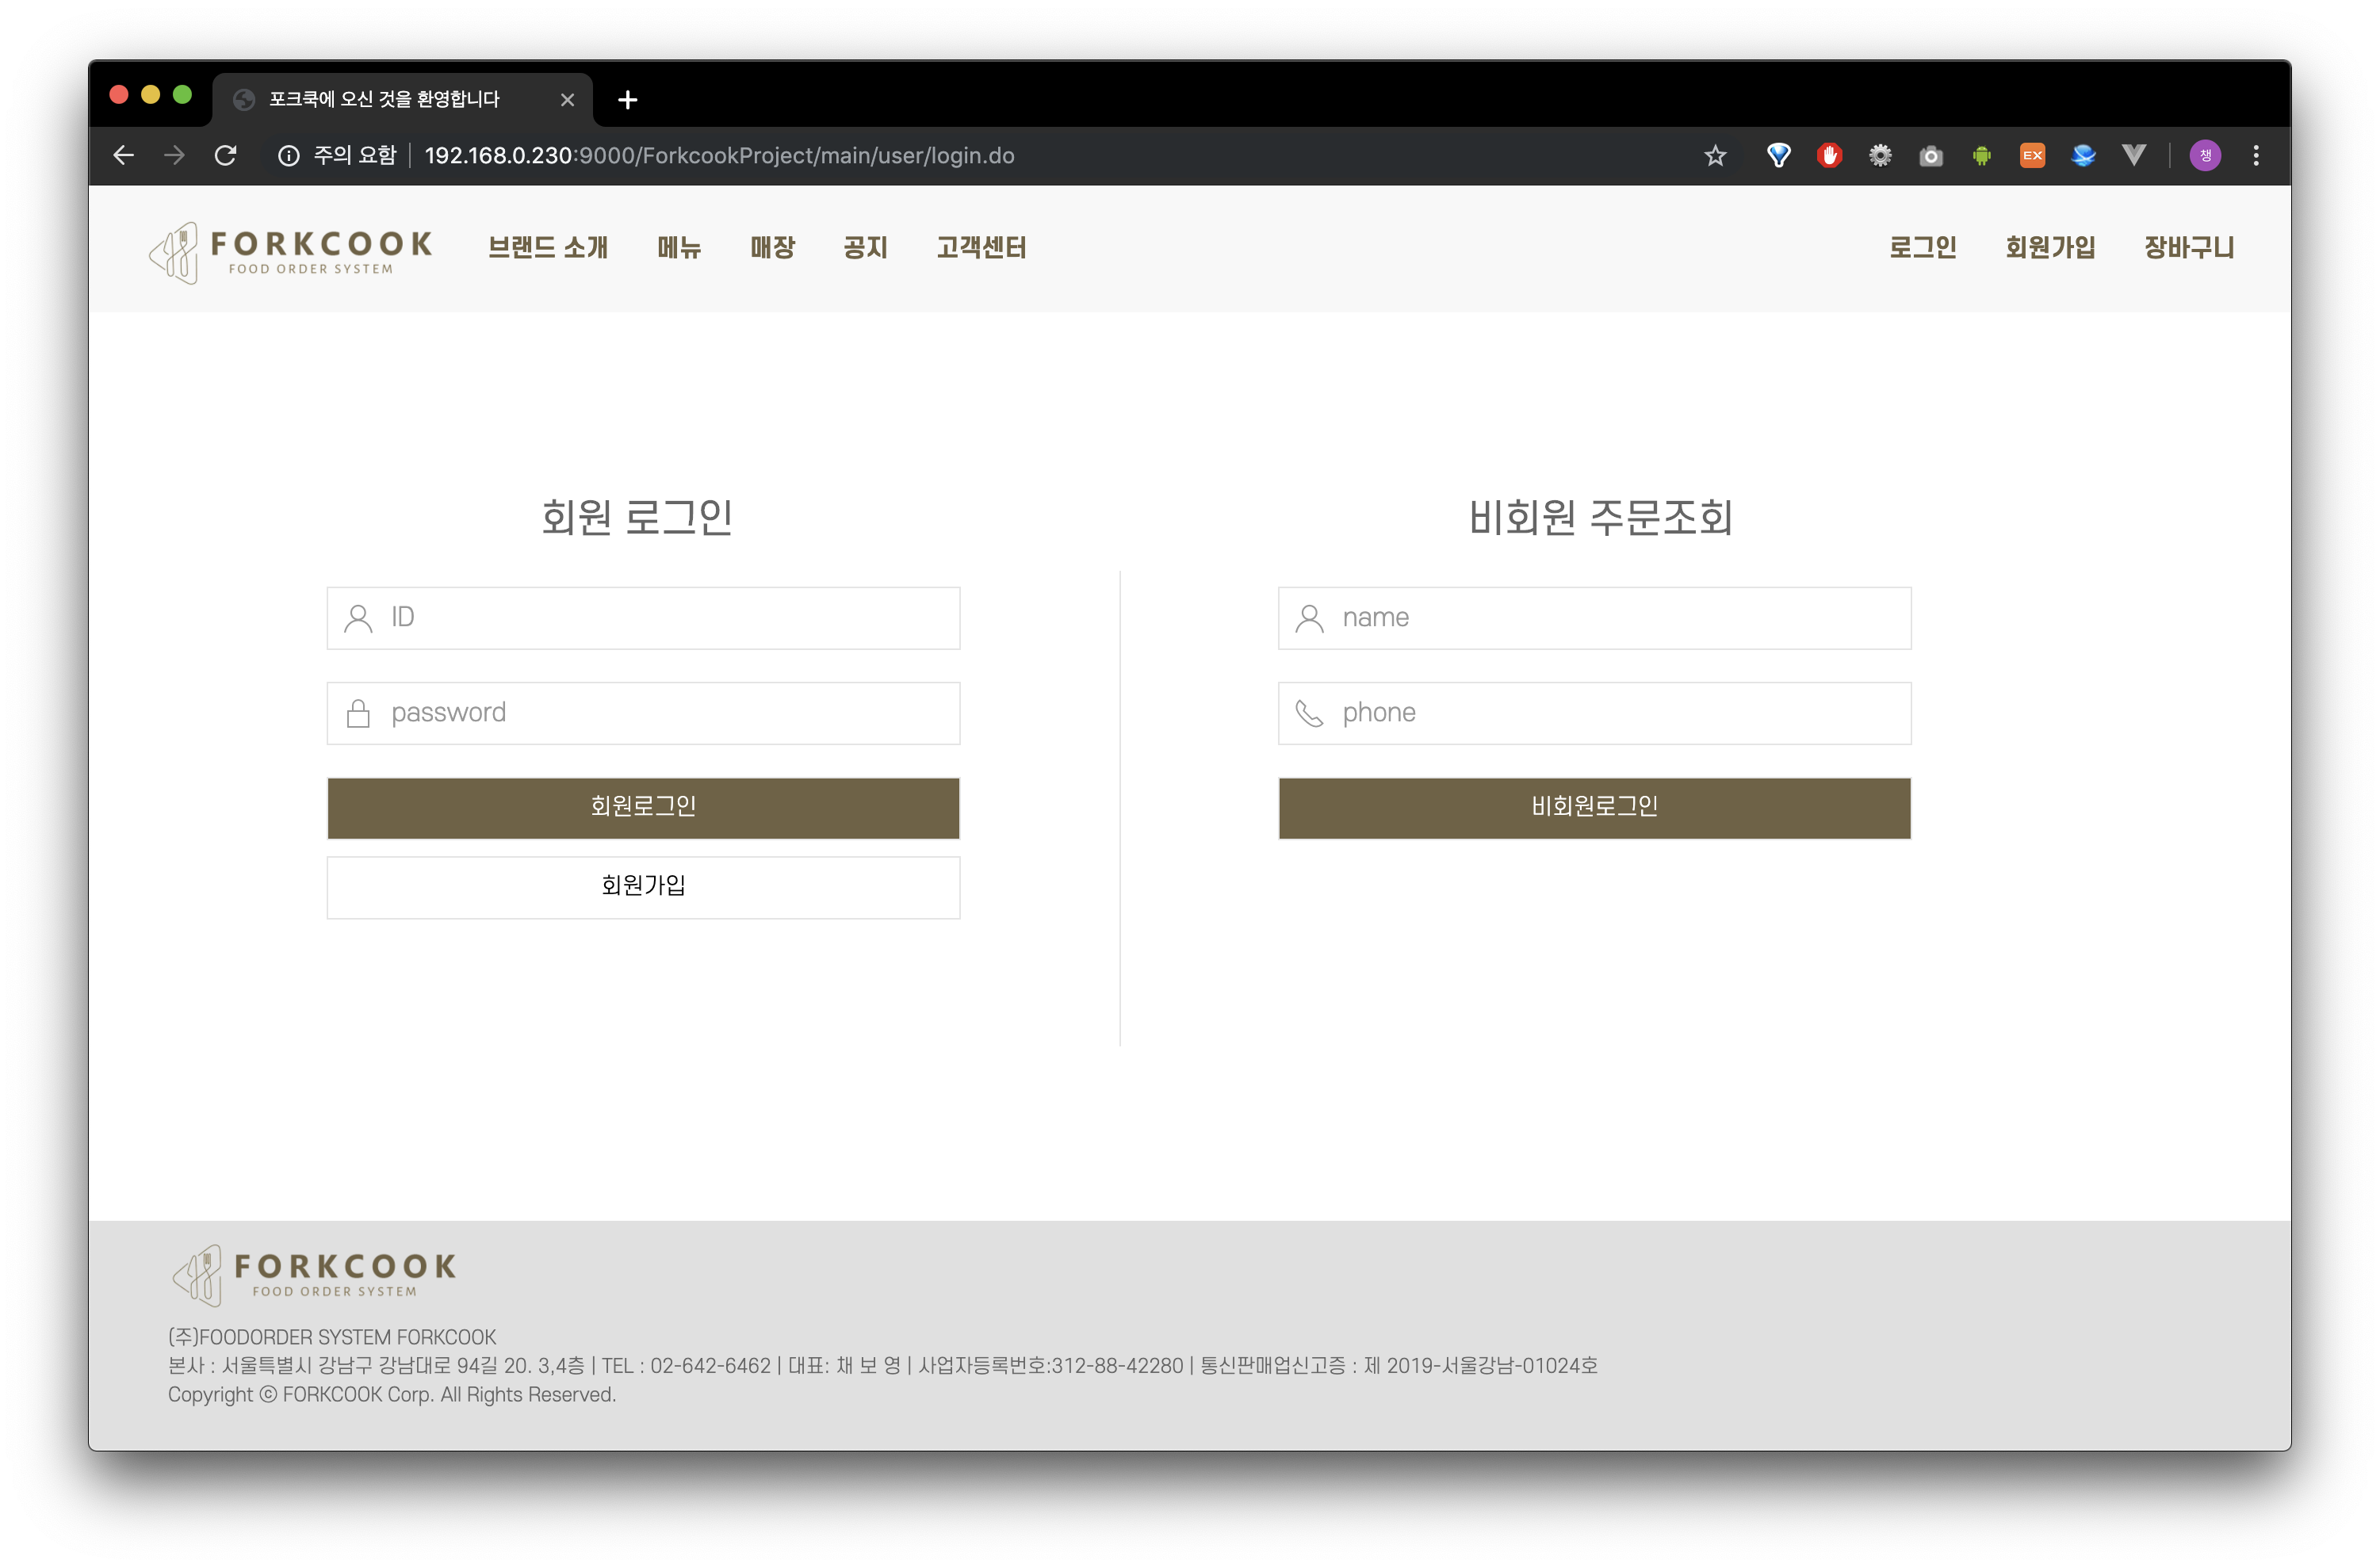 포크쿡에 오신 것을 환영합니다
주의 요함 192.168.0.230:9000/ForkcookProject/main/user/login.do EX 챙
FORKCOOK
FOOD ORDER SYSTEM
브랜드 소개 메뉴 매장 공지 고객센터 로그인 회원가입 장바구니
회원 로그인
ID
password
회원로그인
회원가입
비회원 주문조회
name
phone
비회원로그인
FORKCOOK
FOOD ORDER SYSTEM
(주)FOODORDER SYSTEM FORKCOOK
본사 : 서울특별시 강남구 강남대로 94길 20. 3,4층 | TEL : 02-642-6462 | 대표: 채 보 영 | 사업자등록번호:312-88-42280 | 통신판매업신고증 : 제 2019-서울강남-01024호
Copyright ⓒ FORKCOOK Corp. All Rights Reserved.